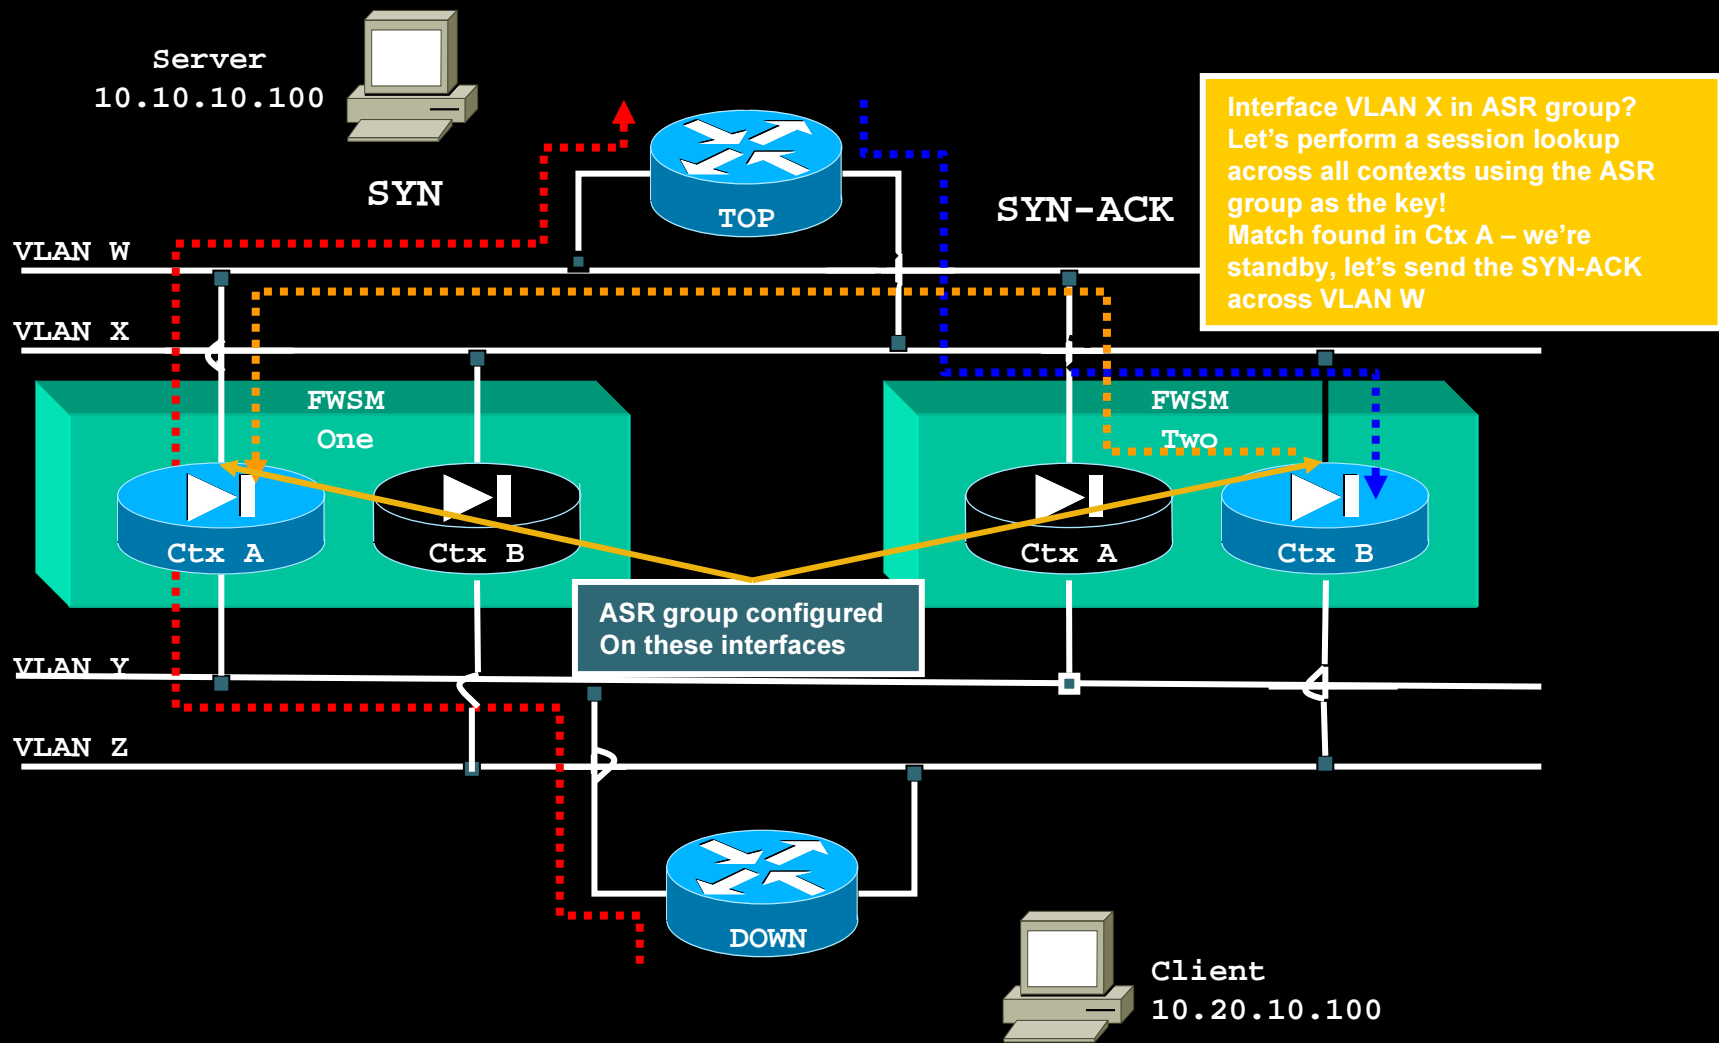 Server
10.10.10.100
SYN
TOP
SYN-ACK
Interface VLAN X in ASR group?
Let's perform a session lookup
across all contexts using the ASR
group as the key!
Match found in Ctx A – we're
standby, let's send the SYN-ACK
across VLAN W
VLAN W
VLAN X
FWSM
One
FWSM
Two
Ctx A
Ctx B
Ctx A
Ctx B
ASR group configured
On these interfaces
VLAN Y
VLAN Z
DOWN
Client
10.20.10.100